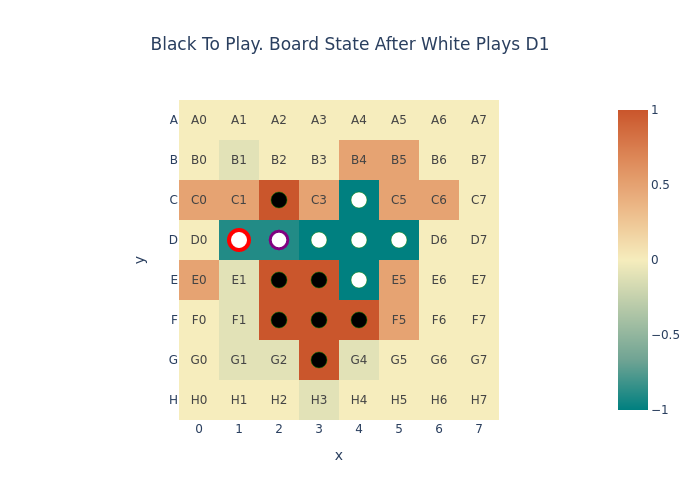 Black To Play. Board State After White Plays D1
A A0 A1 A2 A3 A4 A5 A6 A7
B B0 B1 B2 B3 B4 B5 B6 B7
C C0 C1 C3 C5 C6 C7
D D0 D6 D7
E E0 E1 E5 E6 E7
F F0 F1 F5 F6 F7
G G0 G1 G2 G4 G5 G6 G7
H H0 H1 H2 H3 H4 H5 H6 H7
0 1 2 3 4 5 6 7
x
y
1
0.5
0
−0.5
−1